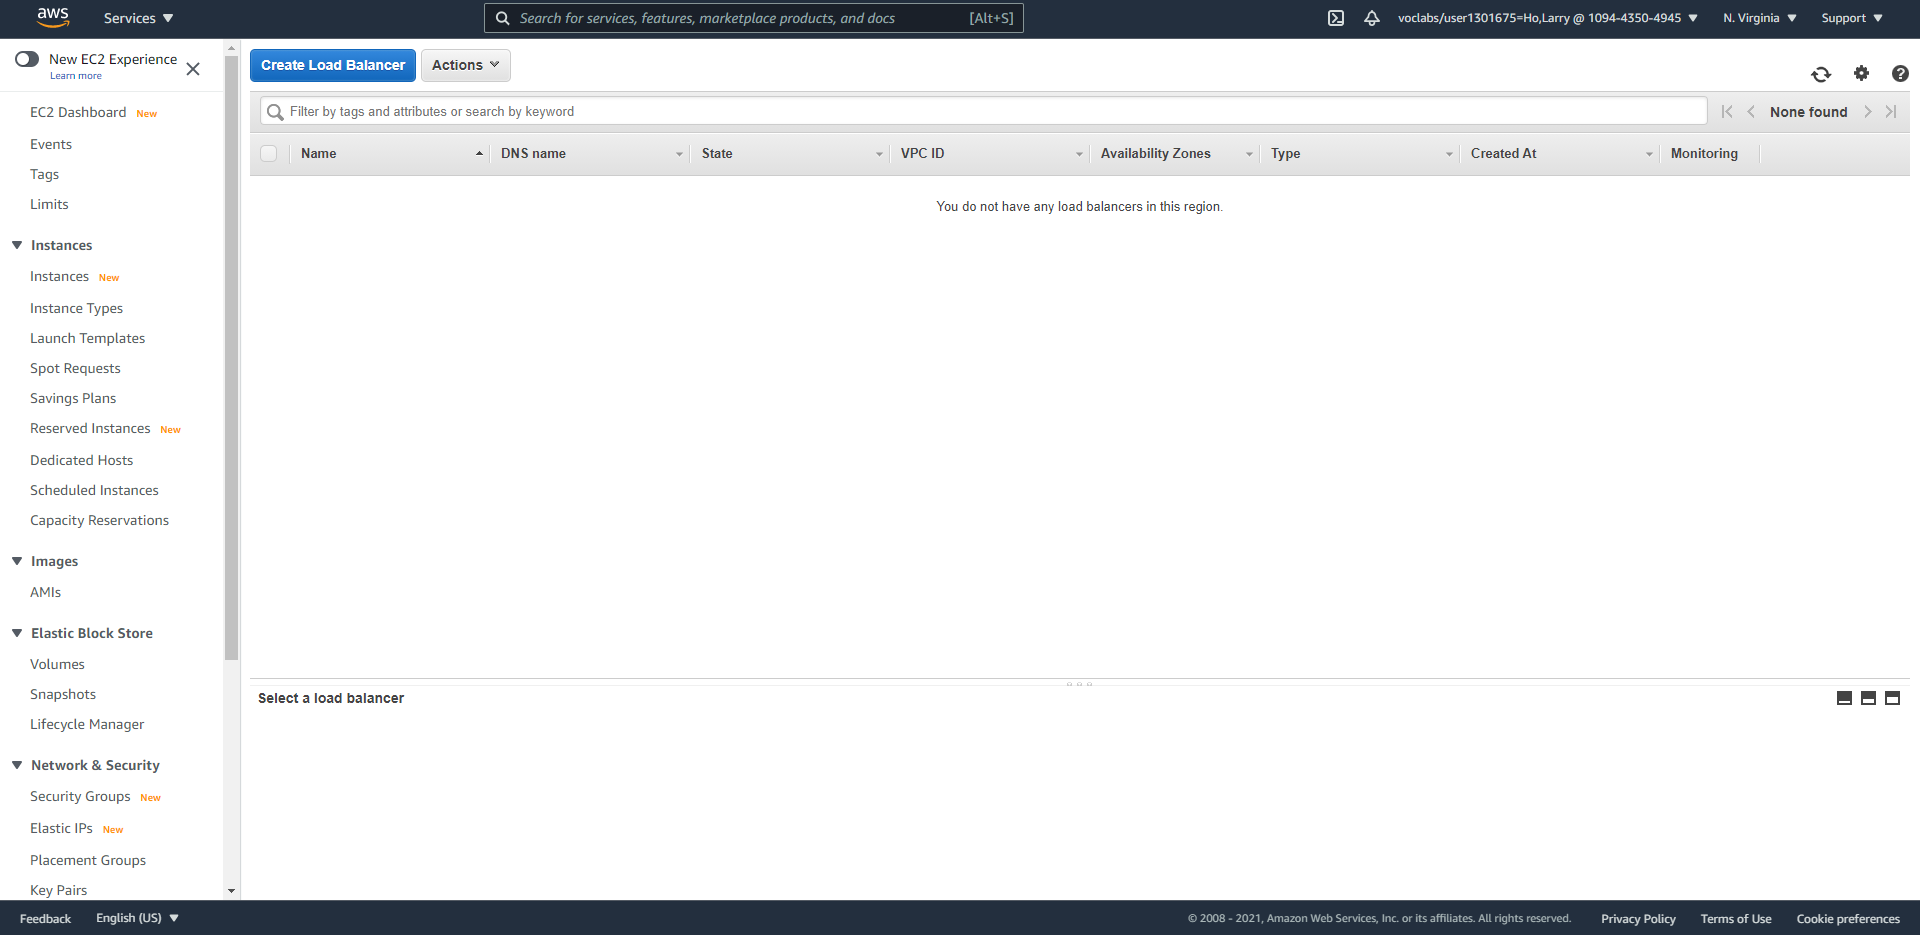 aws
Services
Search for services, features, marketplace products, and docs [Alt+S]
voclabs/user1301675=Ho,Larry @ 1094-4350-4945
N. Virginia
Support
New EC2 Experience
Learn more
EC2 Dashboard New
Events
Tags
Limits
Instances
Instances New
Instance Types
Launch Templates
Spot Requests
Savings Plans
Reserved Instances New
Dedicated Hosts
Scheduled Instances
Capacity Reservations
Images
AMIs
Elastic Block Store
Volumes
Snapshots
Lifecycle Manager
Network & Security
Security Groups New
Elastic IPs New
Placement Groups
Key Pairs
Create Load Balancer
Actions
Filter by tags and attributes or search by keyword
None found
Name DNS name State VPC ID Availability Zones Type Created At Monitoring
You do not have any load balancers in this region.
Select a load balancer
Feedback English (US)
© 2008 - 2021, Amazon Web Services, Inc. or its affiliates. All rights reserved. Privacy Policy Terms of Use Cookie preferences